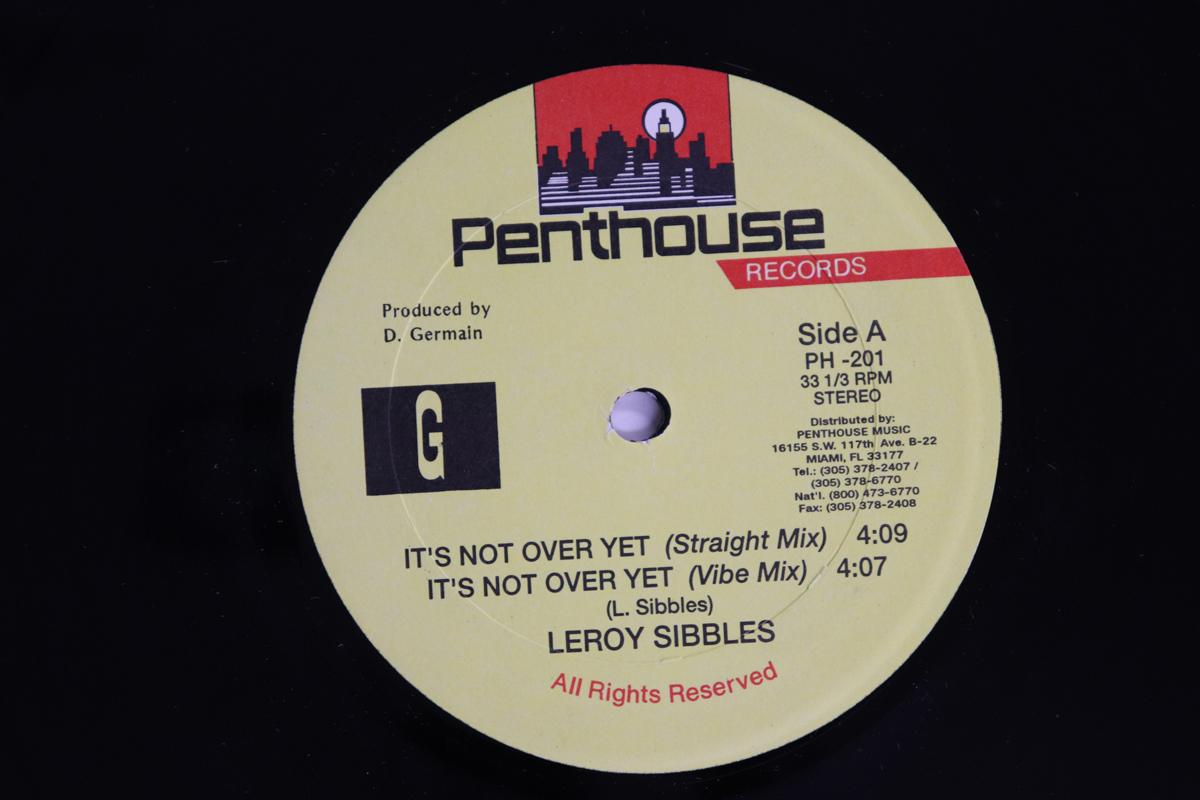 Penthouse
RECORDS
Produced by
D. Germain
G
Side A
PH -201
33 1/3 RPM
STEREO
Distributed by:
PENTHOUSE MUSIC
16155 S.W. 117th Ave. B-22
MIAMI, FL 33177
Tel.: (305) 378-2407 /
(305) 378-6770
Nat'l. (800) 473-6770
Fax: (305) 378-2408
IT'S NOT OVER YET (Straight Mix) 4:09
IT'S NOT OVER YET (Vibe Mix) 4:07
(L. Sibbles)
LEROY SIBBLES
All Rights Reserved